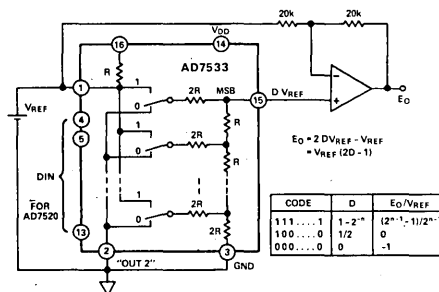 20k 20k
VDD
16 14
AD7533
R
1 1
2R MSB 15 D VREF
0
VREF
R
4
5
1
2R
0
R
DIN
FOR
AD7520
1
2R
0
13
2R
2 3
"OUT 2" GND
−
+
EO
EO = 2 DVREF - VREF
= VREF (2D - 1)
CODE D EO/VREF
111....1 1-2⁻ⁿ (2ⁿ⁻¹-1)/2ⁿ⁻¹
100....0 1/2 0
000....0 0 -1